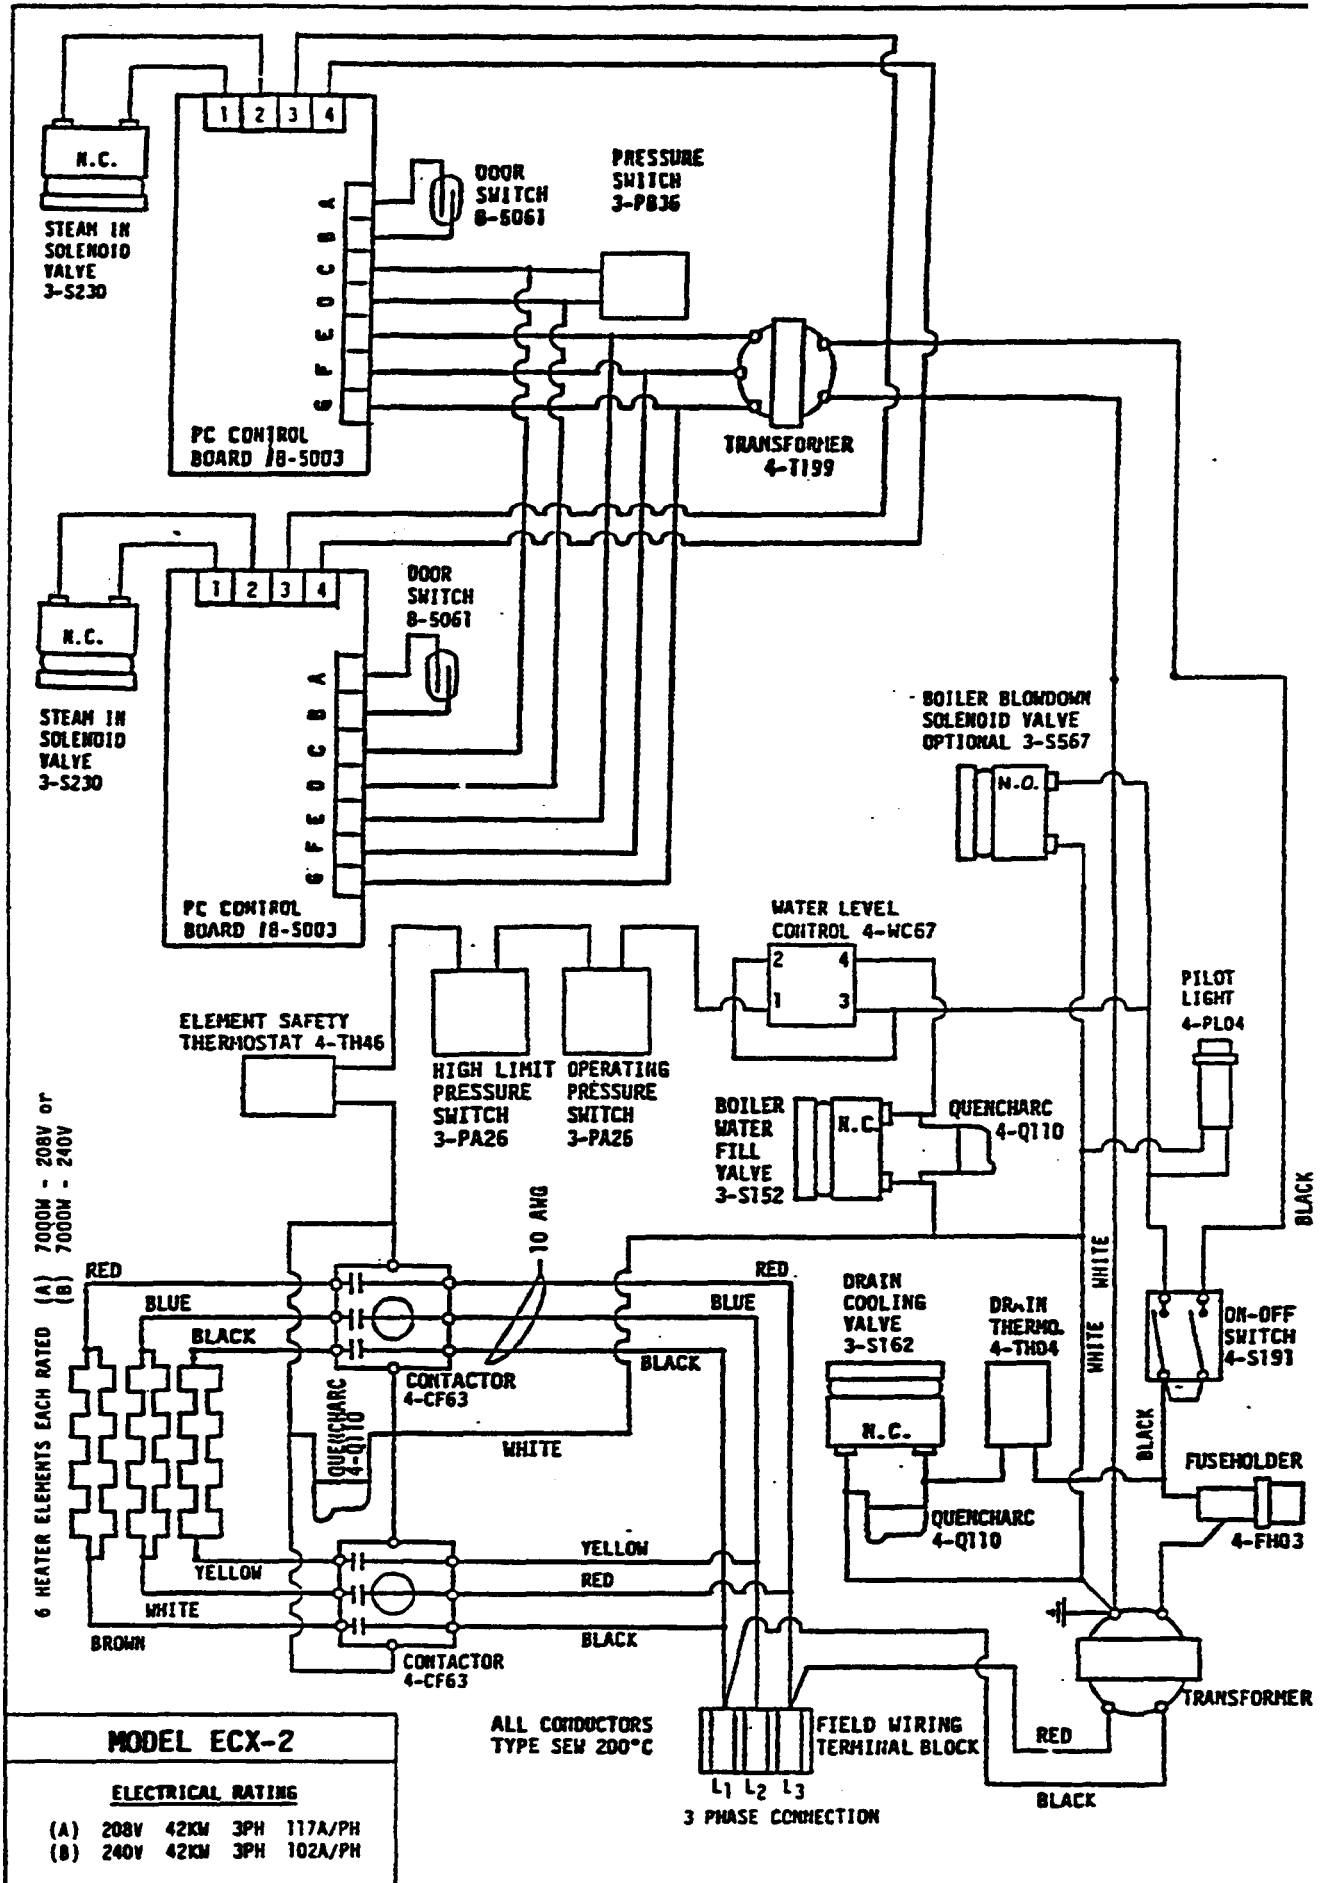 1 2 3 4
N.C.
STEAM IN
SOLENOID
VALVE
3-S230
A
B
C
D
E
F
G
DOOR
SWITCH
8-5061
PRESSURE
SWITCH
3-PB36
PC CONTROL
BOARD 18-5003
TRANSFORMER
4-T199
1 2 3 4
N.C.
STEAM IN
SOLENOID
VALVE
3-S230
DOOR
SWITCH
8-5061
A
B
C
D
E
F
G
PC CONTROL
BOARD 18-5003
BOILER BLOWDOWN
SOLENOID VALVE
OPTIONAL 3-S567
N.O.
WATER LEVEL
CONTROL 4-WC67
2 4
1 3
PILOT
LIGHT
4-PL04
ELEMENT SAFETY
THERMOSTAT 4-TH46
HIGH LIMIT
PRESSURE
SWITCH
3-PA26
OPERATING
PRESSURE
SWITCH
3-PA26
BOILER
WATER
FILL
VALVE
3-S152
N.C
QUENCHARC
4-Q110
BLACK
WHITE
WHITE
6 HEATER ELEMENTS EACH RATED (A) 7000W - 208V or
(B) 7000W - 240V
10 AWG
RED
BLUE
BLACK
RED
BLUE
BLACK
CONTACTOR
4-CF63
QUENCHARC
4-Q110
WHITE
DRAIN
COOLING
VALVE
3-S162
N.C.
DRAIN
THERMO.
4-TH04
ON-OFF
SWITCH
4-S191
BLACK
FUSEHOLDER
4-FH03
QUENCHARC
4-Q110
YELLOW
WHITE
BROWN
YELLOW
RED
BLACK
CONTACTOR
4-CF63
TRANSFORMER
RED
BLACK
ALL CONDUCTORS
TYPE SEW 200°C
FIELD WIRING
TERMINAL BLOCK
L1 L2 L3
3 PHASE CONNECTION
MODEL ECX-2
ELECTRICAL RATING
(A) 208V 42KW 3PH 117A/PH
(B) 240V 42KW 3PH 102A/PH